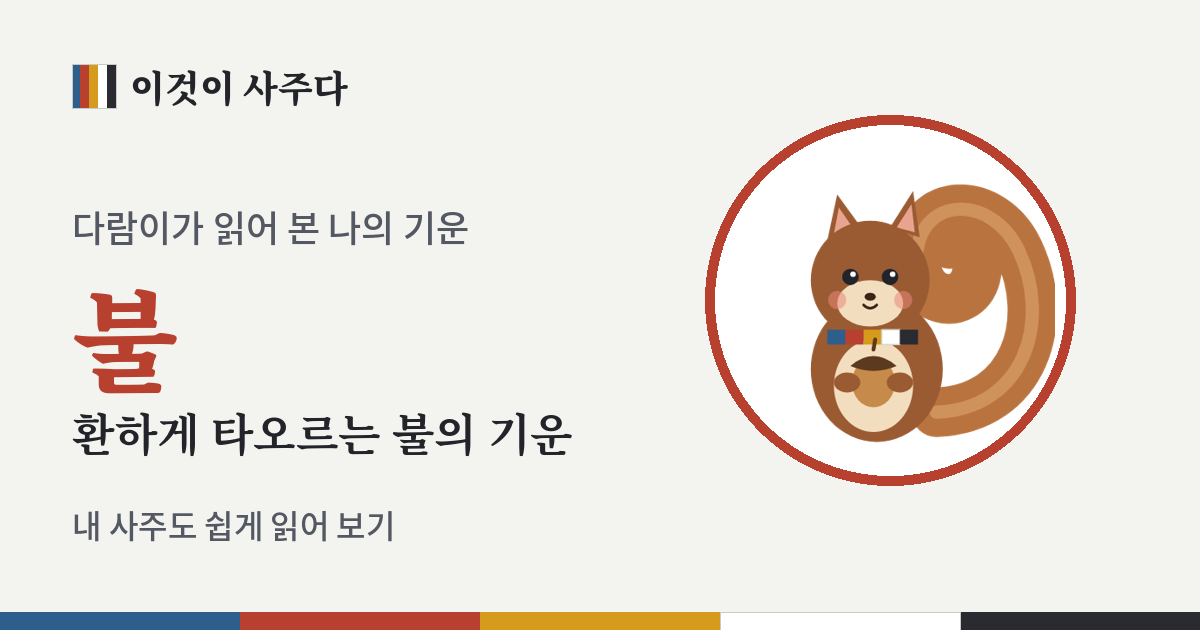 이것이 사주다
다람이가 읽어 본 나의 기운
불
환하게 타오르는 불의 기운
내 사주도 쉽게 읽어 보기